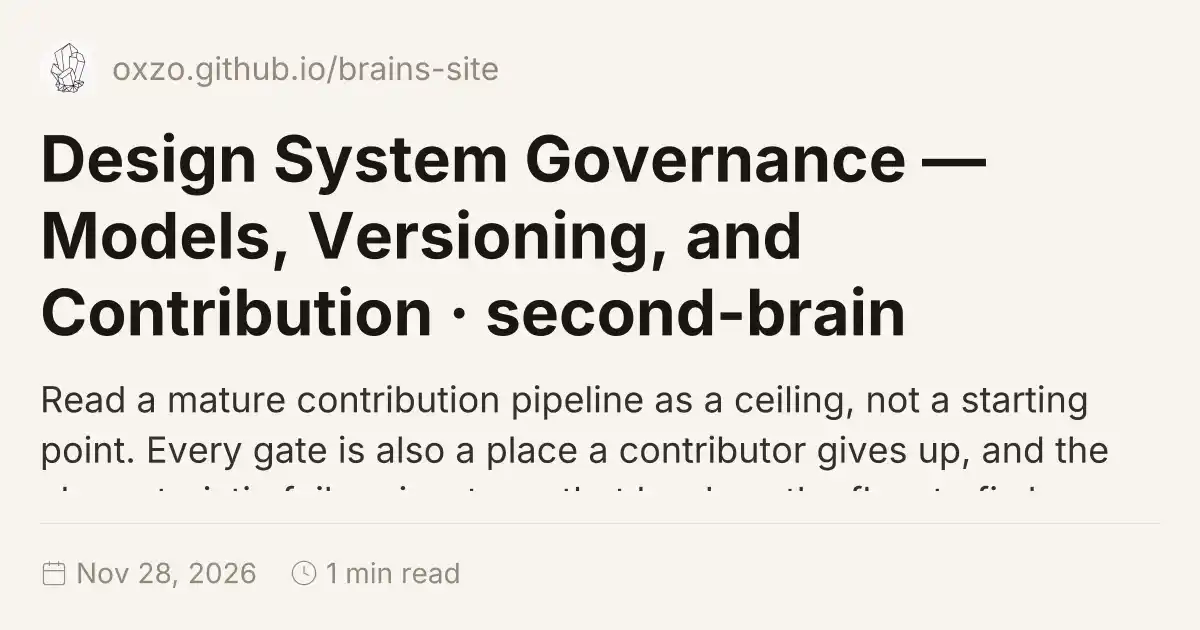 oxzo.github.io/brains-site
Design System Governance —
Models, Versioning, and
Contribution · second-brain
Read a mature contribution pipeline as a ceiling, not a starting
point. Every gate is also a place a contributor gives up, and the
Nov 28, 2026
1 min read